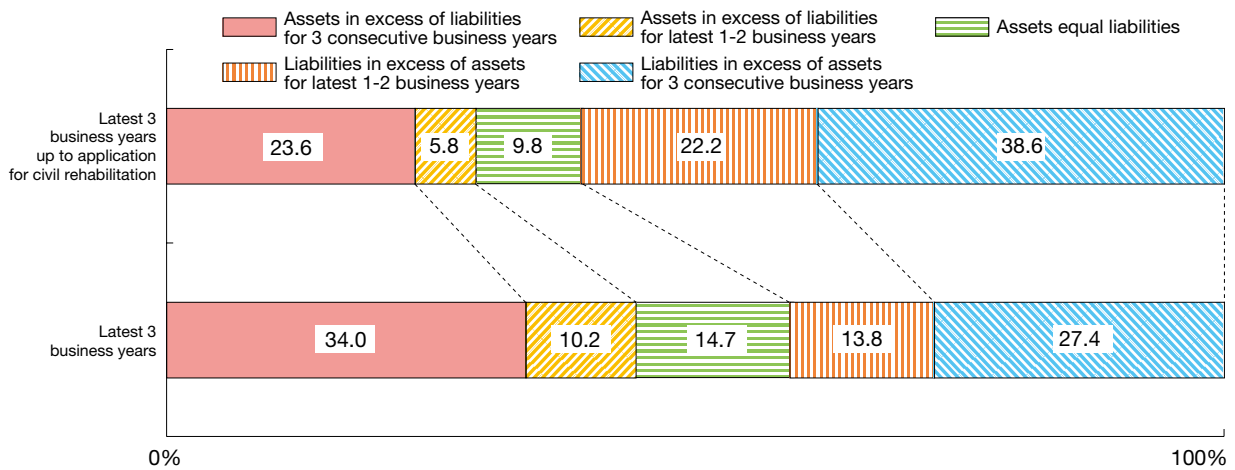 Assets in excess of liabilities
for 3 consecutive business years
Assets in excess of liabilities
for latest 1-2 business years
Assets equal liabilities
Liabilities in excess of assets
for latest 1-2 business years
Liabilities in excess of assets
for 3 consecutive business years
Latest 3
business years
up to application
for civil rehabilitation
23.6
5.8
9.8
22.2
38.6
Latest 3
business years
34.0
10.2
14.7
13.8
27.4
0%
100%